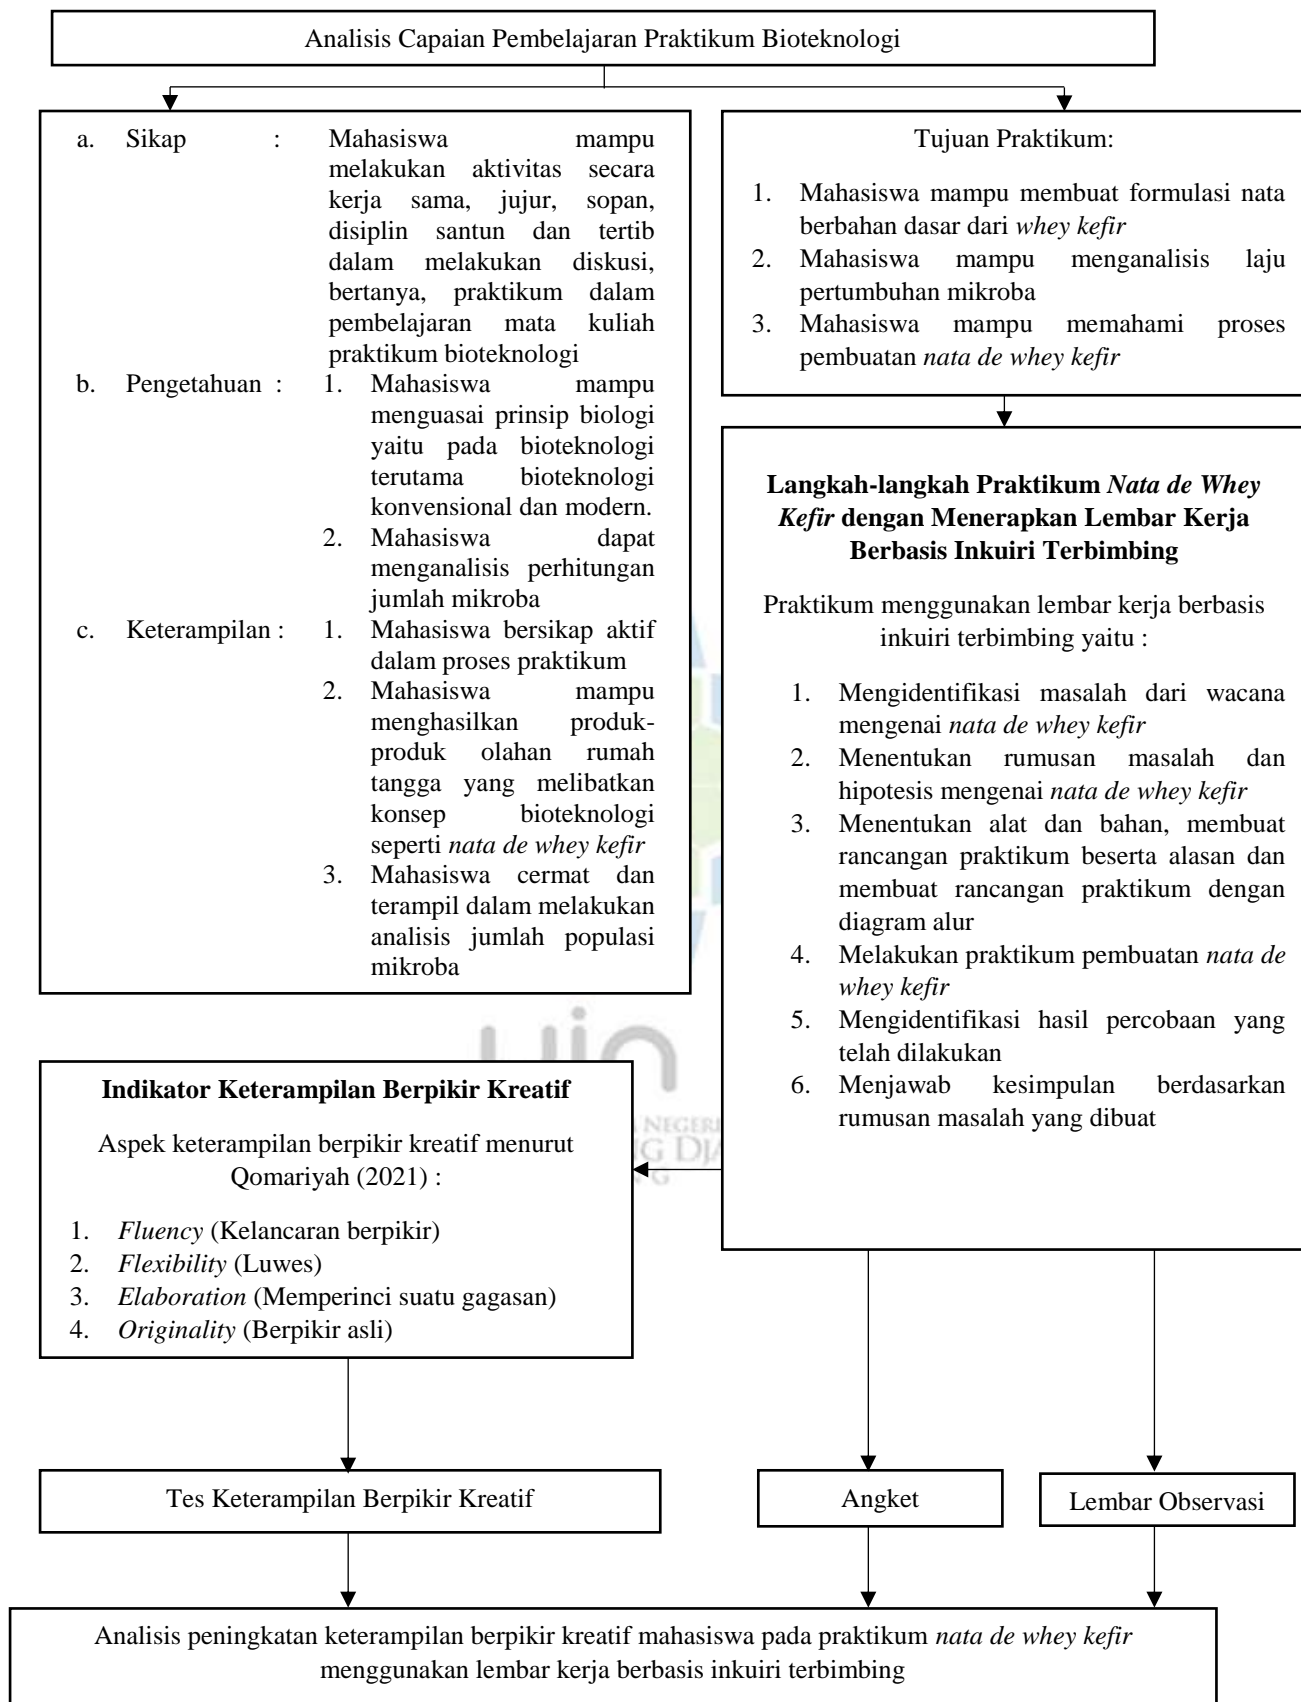 Analisis Capaian Pembelajaran Praktikum Bioteknologi
a. Sikap : Mahasiswa mampu
melakukan aktivitas secara
kerja sama, jujur, sopan,
disiplin santun dan tertib
dalam melakukan diskusi,
bertanya, praktikum dalam
pembelajaran mata kuliah
praktikum bioteknologi
b. Pengetahuan : 1. Mahasiswa mampu
menguasai prinsip biologi
yaitu pada bioteknologi
terutama bioteknologi
konvensional dan modern.
2. Mahasiswa dapat
menganalisis perhitungan
jumlah mikroba
c. Keterampilan : 1. Mahasiswa bersikap aktif
dalam proses praktikum
2. Mahasiswa mampu
menghasilkan produk-
produk olahan rumah
tangga yang melibatkan
konsep bioteknologi
seperti nata de whey kefir
3. Mahasiswa cermat dan
terampil dalam melakukan
analisis jumlah populasi
mikroba
Tujuan Praktikum:
1. Mahasiswa mampu membuat formulasi nata
berbahan dasar dari whey kefir
2. Mahasiswa mampu menganalisis laju
pertumbuhan mikroba
3. Mahasiswa mampu memahami proses
pembuatan nata de whey kefir
Langkah-langkah Praktikum Nata de Whey
Kefir dengan Menerapkan Lembar Kerja
Berbasis Inkuiri Terbimbing
Praktikum menggunakan lembar kerja berbasis
inkuiri terbimbing yaitu :
1. Mengidentifikasi masalah dari wacana
mengenai nata de whey kefir
2. Menentukan rumusan masalah dan
hipotesis mengenai nata de whey kefir
3. Menentukan alat dan bahan, membuat
rancangan praktikum beserta alasan dan
membuat rancangan praktikum dengan
diagram alur
4. Melakukan praktikum pembuatan nata de
whey kefir
5. Mengidentifikasi hasil percobaan yang
telah dilakukan
6. Menjawab kesimpulan berdasarkan
rumusan masalah yang dibuat
Indikator Keterampilan Berpikir Kreatif
Aspek keterampilan berpikir kreatif menurut
Qomariyah (2021) :
1. Fluency (Kelancaran berpikir)
2. Flexibility (Luwes)
3. Elaboration (Memperinci suatu gagasan)
4. Originality (Berpikir asli)
Tes Keterampilan Berpikir Kreatif
Angket
Lembar Observasi
Analisis peningkatan keterampilan berpikir kreatif mahasiswa pada praktikum nata de whey kefir
menggunakan lembar kerja berbasis inkuiri terbimbing